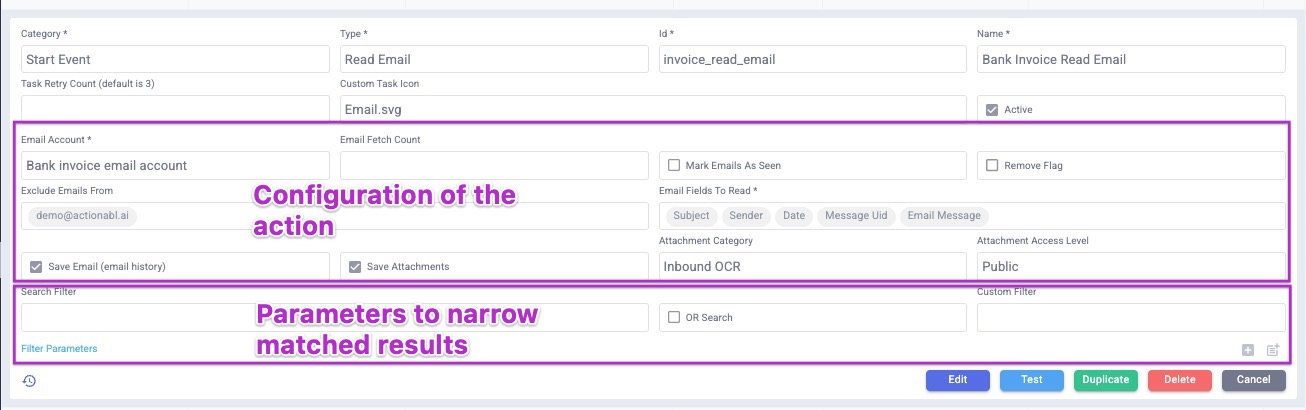 Category * Type * Id * Name *
Start Event Read Email invoice_read_email Bank Invoice Read Email
Task Retry Count (default is 3) Custom Task Icon
Email.svg Active
Email Account * Email Fetch Count
Bank invoice email account Mark Emails As Seen Remove Flag
Exclude Emails From Email Fields To Read *
Configuration of the
action
demo@actionabl.ai Subject Sender Date Message Uid Email Message
Attachment Category Attachment Access Level
Save Email (email history) Save Attachments Inbound OCR Public
Search Filter Custom Filter
Parameters to narrow
matched results
OR Search
Filter Parameters
Edit Test Duplicate Delete Cancel